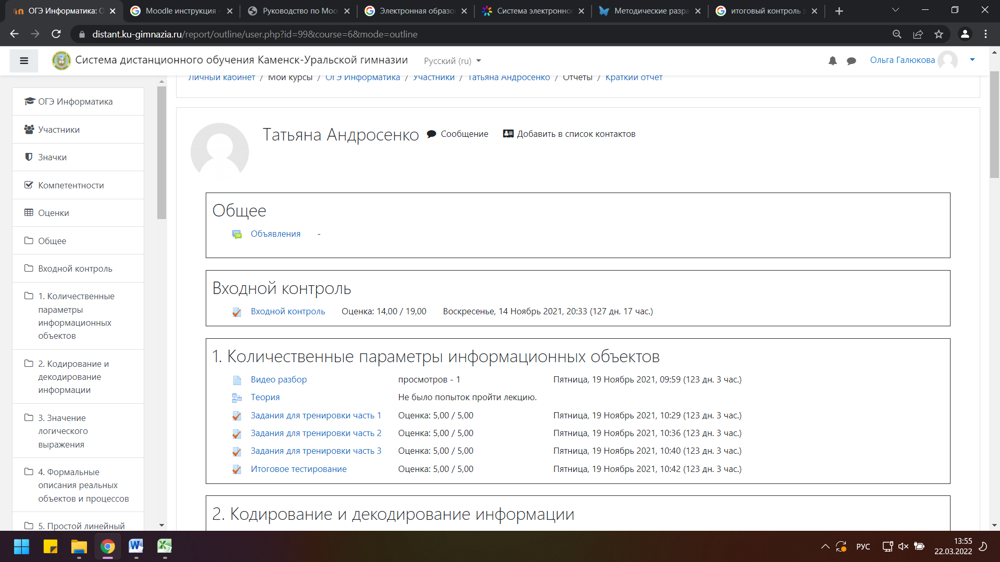 ОГЭ Информатика: О
Moodle инструкция -
Руководство по Moo
Электронная образо
Система электронно
Методические разра
итоговый контроль э
distant.ku-gimnazia.ru/report/outline/user.php?id=99&course=6&mode=outline
Система дистанционного обучения Каменск-Уральской гимназии
Русский (ru)
Ольга Галюкова
Личный кабинет / Мои курсы / ОГЭ Информатика / Участники / Татьяна Андросенко / Отчеты / Краткий отчет
ОГЭ Информатика
Участники
Значки
Компетентности
Оценки
Общее
Входной контроль
1. Количественные
параметры
информационных
объектов
2. Кодирование и
декодирование
информации
3. Значение
логического
выражения
4. Формальные
описания реальных
объектов и процессов
5. Простой линейный
Татьяна Андросенко
Сообщение
Добавить в список контактов
Общее
Объявления -
Входной контроль
Входной контроль Оценка: 14,00 / 19,00 Воскресенье, 14 Ноябрь 2021, 20:33 (127 дн. 17 час.)
1. Количественные параметры информационных объектов
Видео разбор просмотров - 1 Пятница, 19 Ноябрь 2021, 09:59 (123 дн. 3 час.)
Теория Не было попыток пройти лекцию.
Задания для тренировки часть 1 Оценка: 5,00 / 5,00 Пятница, 19 Ноябрь 2021, 10:29 (123 дн. 3 час.)
Задания для тренировки часть 2 Оценка: 5,00 / 5,00 Пятница, 19 Ноябрь 2021, 10:36 (123 дн. 3 час.)
Задания для тренировки часть 3 Оценка: 5,00 / 5,00 Пятница, 19 Ноябрь 2021, 10:40 (123 дн. 3 час.)
Итоговое тестирование Оценка: 5,00 / 5,00 Пятница, 19 Ноябрь 2021, 10:42 (123 дн. 3 час.)
2. Кодирование и декодирование информации
РУС
13:55
22.03.2022